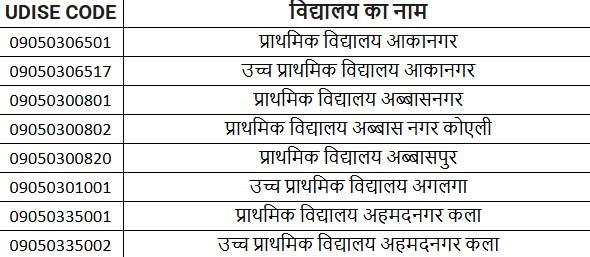 UDISE CODE विद्यालय का नाम
09050306501 प्राथमिक विद्यालय आकानगर
09050306517 उच्च प्राथमिक विद्यालय आकानगर
09050300801 प्राथमिक विद्यालय अब्बासनगर
09050300802 प्राथमिक विद्यालय अब्बास नगर कोएली
09050300820 प्राथमिक विद्यालय अब्बासपुर
09050301001 उच्च प्राथमिक विद्यालय अगलगा
09050335001 प्राथमिक विद्यालय अहमदनगर कला
09050335002 उच्च प्राथमिक विद्यालय अहमदनगर कला